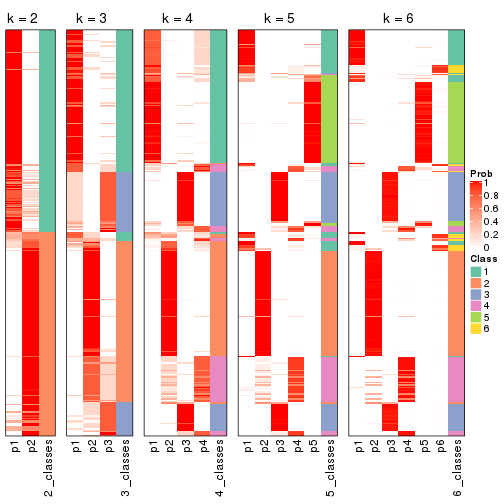 k = 2
k = 3
k = 4
k = 5
k = 6
p1
p2
2_classes
p1
p2
p3
3_classes
p1
p2
p3
p4
4_classes
p1
p2
p3
p4
p5
5_classes
p1
p2
p3
p4
p5
p6
6_classes
Prob
1
0.8
0.6
0.4
0.2
0
Class
1
2
3
4
5
6